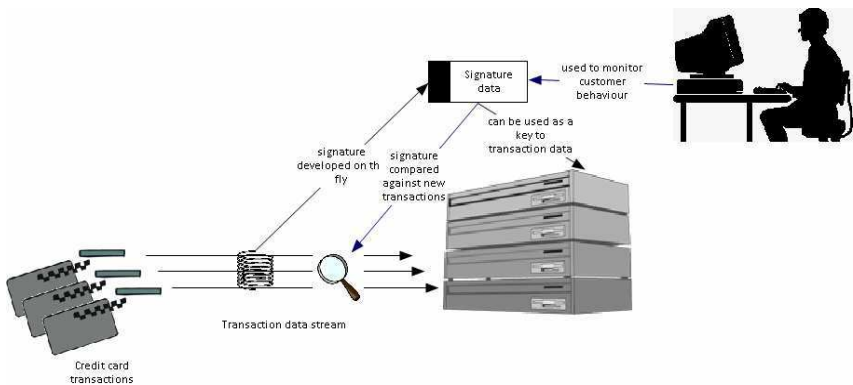 Signature
data
used to monitor
customer
behaviour
can be used as a
key to
transaction data
signature
developed on th
fly
signature
compared
against new
transactions
Transaction data stream
Credit card
transactions